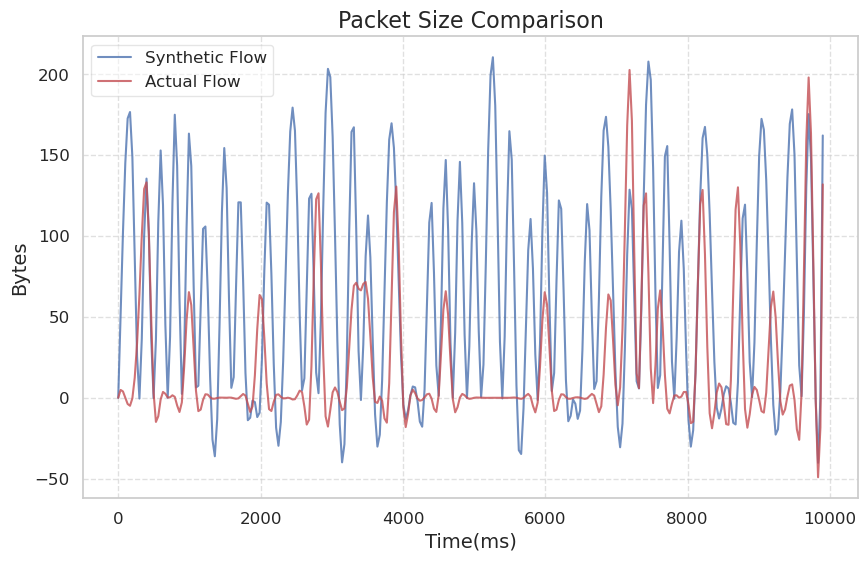 Packet Size Comparison
Synthetic Flow
Actual Flow
200
150
100
50
0
−50
Bytes
0 2000 4000 6000 8000 10000
Time(ms)